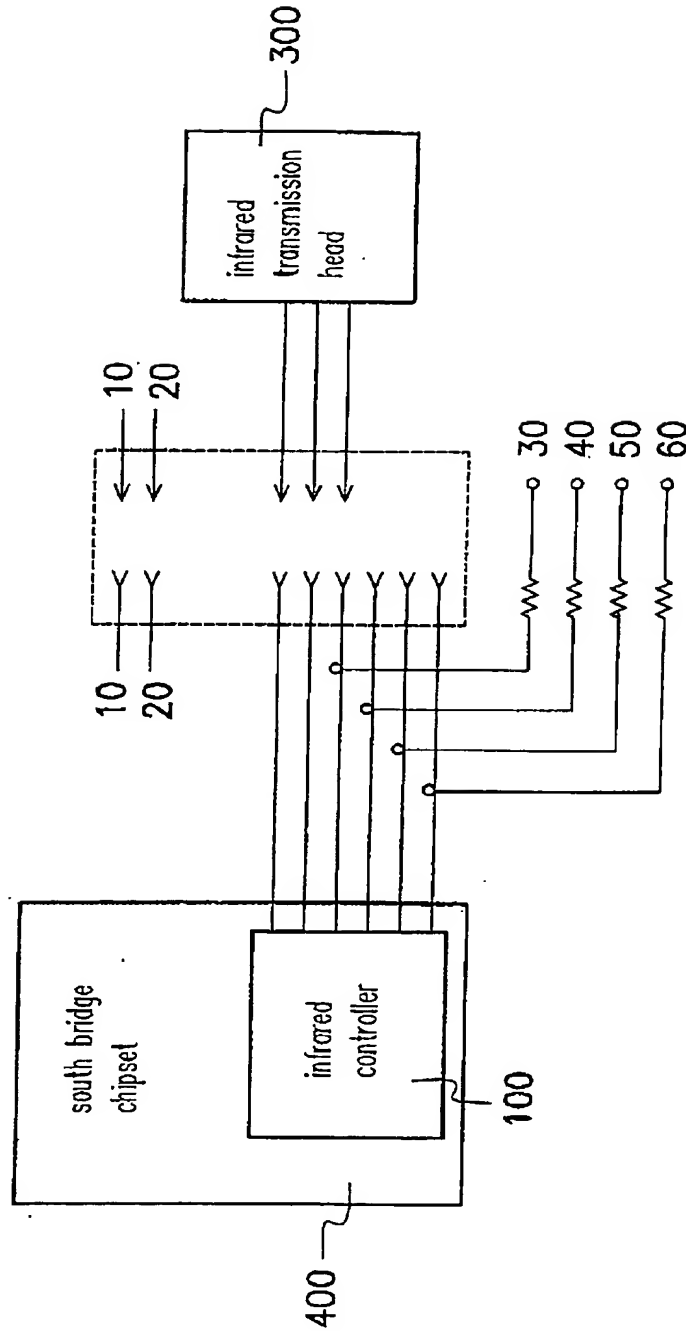 south bridge
chipset
400
infrared
controller
100
10
20
10
20
infrared
transmission
head
300
30
40
50
60